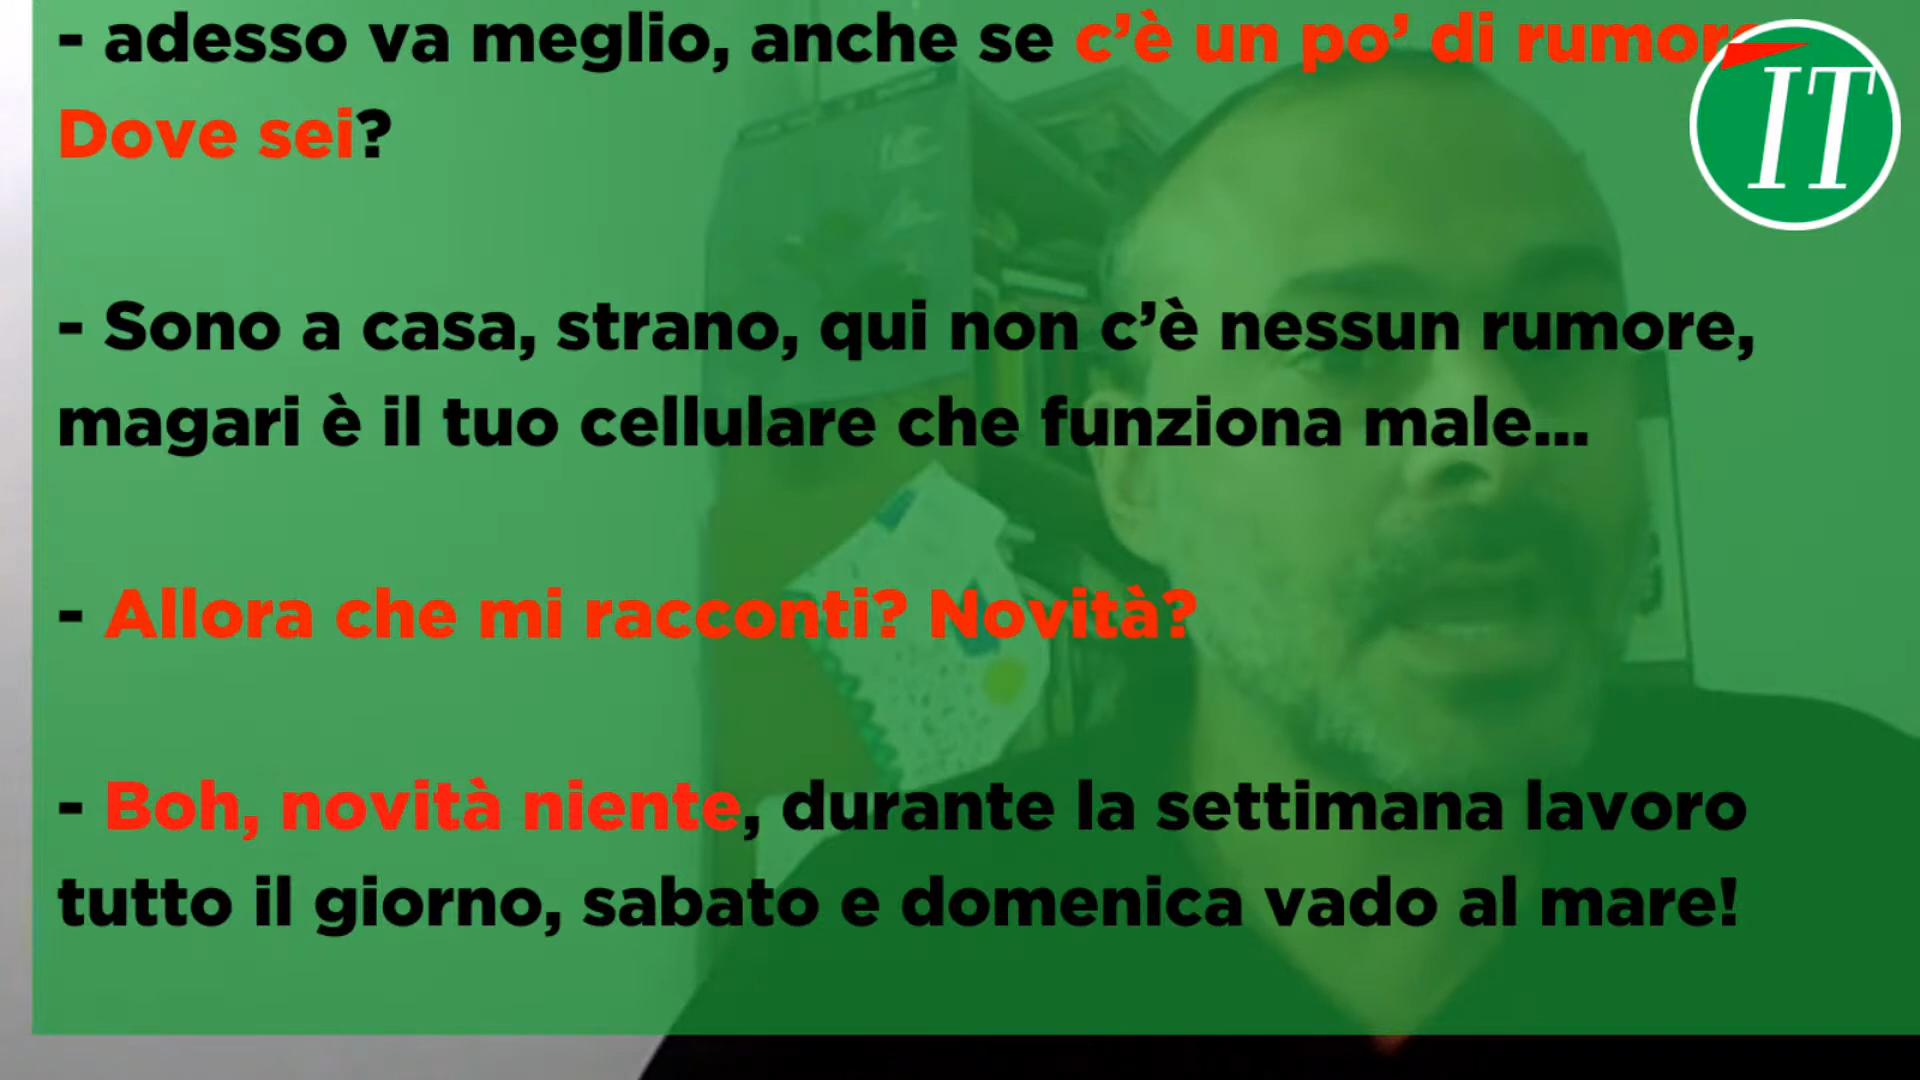 - adesso va meglio, anche se c’è un po’ di rumore
Dove sei?
- Sono a casa, strano, qui non c’è nessun rumore,
magari è il tuo cellulare che funziona male...
- Allora che mi racconti? Novità?
- Boh, novità niente, durante la settimana lavoro
tutto il giorno, sabato e domenica vado al mare!
IT